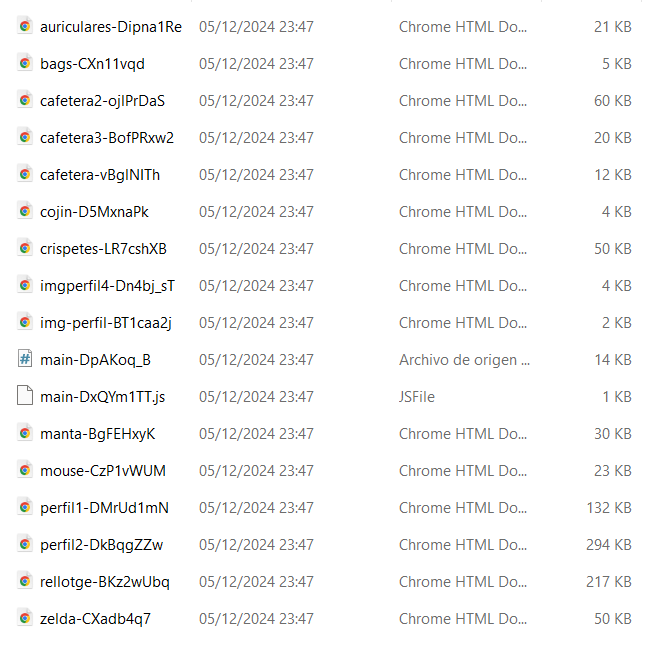 auriculares-Dipna1Re 05/12/2024 23:47 Chrome HTML Do... 21 KB
bags-CXn11vqd 05/12/2024 23:47 Chrome HTML Do... 5 KB
cafetera2-ojlPrDaS 05/12/2024 23:47 Chrome HTML Do... 60 KB
cafetera3-BofPRxw2 05/12/2024 23:47 Chrome HTML Do... 20 KB
cafetera-vBglNITh 05/12/2024 23:47 Chrome HTML Do... 12 KB
cojin-D5MxnaPk 05/12/2024 23:47 Chrome HTML Do... 4 KB
crispetes-LR7cshXB 05/12/2024 23:47 Chrome HTML Do... 50 KB
imgperfil4-Dn4bj_sT 05/12/2024 23:47 Chrome HTML Do... 4 KB
img-perfil-BT1caa2j 05/12/2024 23:47 Chrome HTML Do... 2 KB
main-DpAKoq_B 05/12/2024 23:47 Archivo de origen ... 14 KB
main-DxQYm1TT.js 05/12/2024 23:47 JSFile 1 KB
manta-BgFEHxyK 05/12/2024 23:47 Chrome HTML Do... 30 KB
mouse-CzP1vWUM 05/12/2024 23:47 Chrome HTML Do... 23 KB
perfil1-DMrUd1mN 05/12/2024 23:47 Chrome HTML Do... 132 KB
perfil2-DkBqgZZw 05/12/2024 23:47 Chrome HTML Do... 294 KB
rellotge-BKz2wUbq 05/12/2024 23:47 Chrome HTML Do... 217 KB
zelda-CXadb4q7 05/12/2024 23:47 Chrome HTML Do... 50 KB